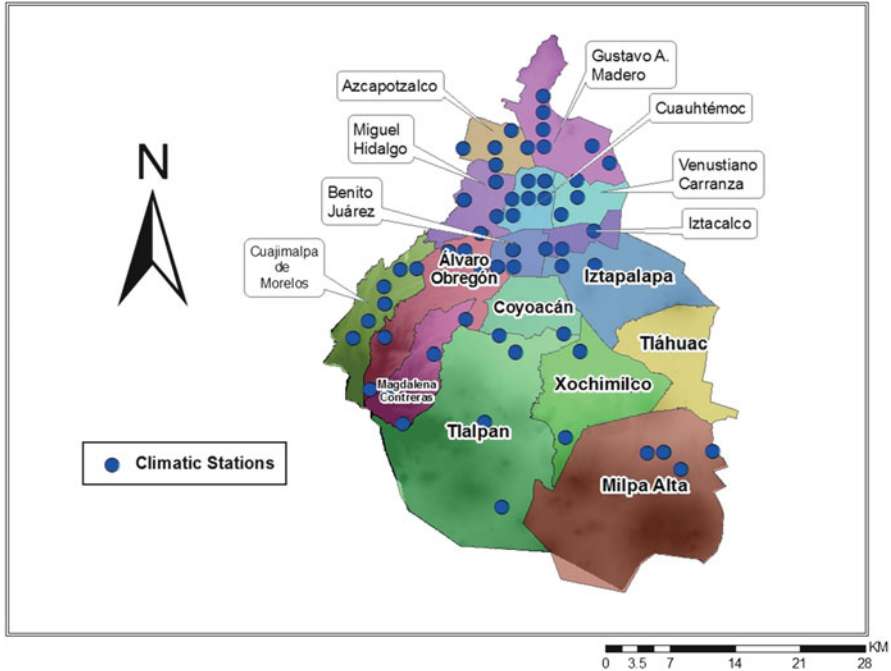 Gustavo A.
Madero
Azcapotzalco
Cuauhtémoc
Miguel
Hidalgo
N
Venustiano
Carranza
Benito
Juárez
Iztacalco
Cuajimalpa
de
Morelos
Álvaro
Obregón
Iztapalapa
Coyoacán
Tláhuac
Magdalena
Contreras
Xochimilco
Tlalpan
Climatic Stations
Milpa Alta
KM
0 3.5 7 14 21 28